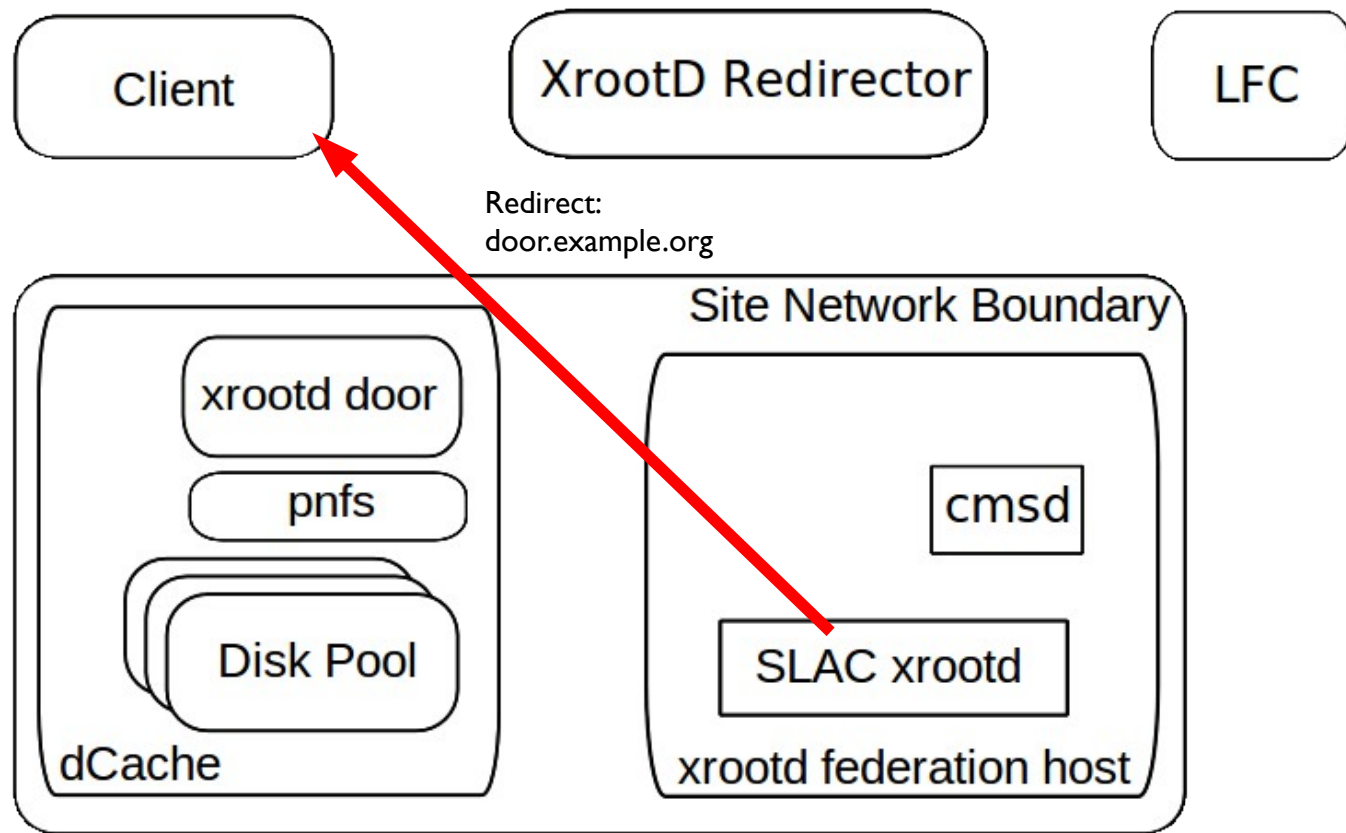 Client
XrootD Redirector
LFC
Redirect:
door.example.org
Site Network Boundary
xrootd door
pnfs
Disk Pool
dCache
cmsd
SLAC xrootd
xrootd federation host